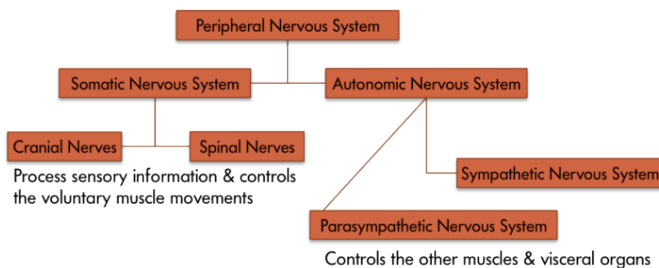 Peripheral Nervous System
Somatic Nervous System
Autonomic Nervous System
Cranial Nerves
Spinal Nerves
Process sensory information & controls
the voluntary muscle movements
Sympathetic Nervous System
Parasympathetic Nervous System
Controls the other muscles & visceral organs